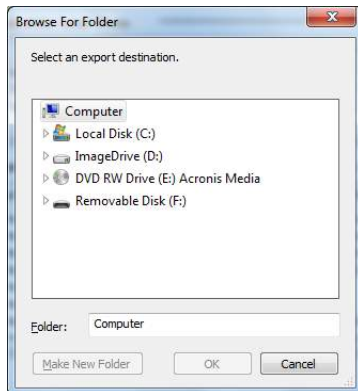 Browse For Folder
Select an export destination.
Computer
Local Disk (C:)
ImageDrive (D:)
DVD RW Drive (E:) Acronis Media
Removable Disk (F:)
Folder: Computer
Make New Folder OK Cancel